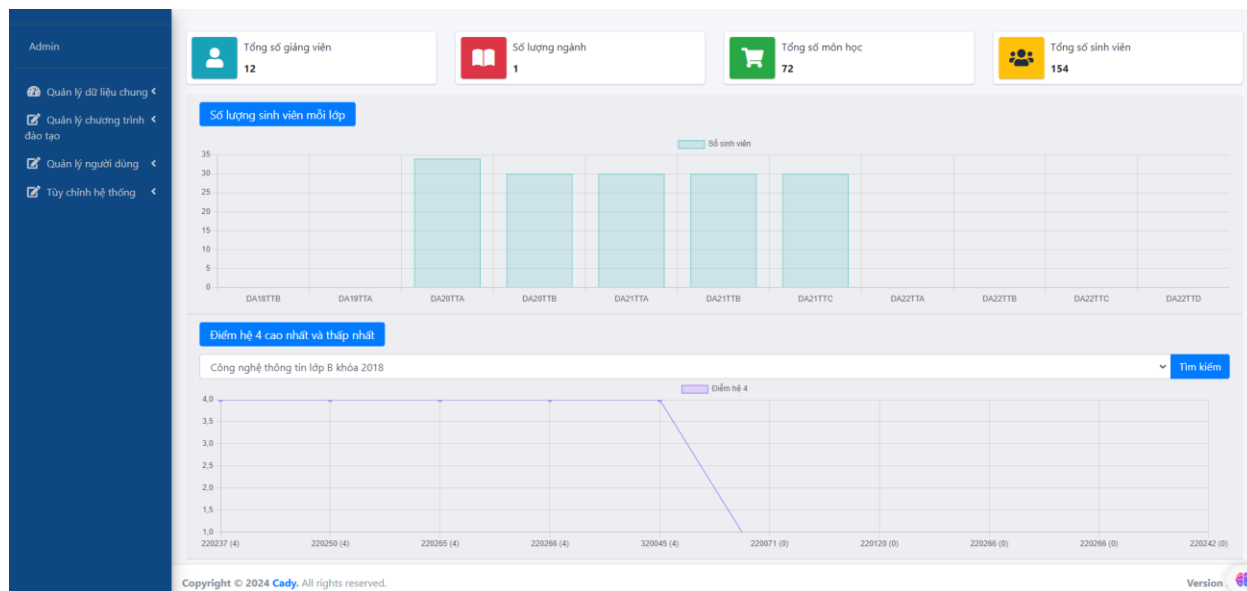 Admin
Quản lý dữ liệu chung
Quản lý chương trình
đào tạo
Quản lý người dùng
Tùy chỉnh hệ thống
Tổng số giảng viên
12
Số lượng ngành
1
Tổng số môn học
72
Tổng số sinh viên
154
Số lượng sinh viên mỗi lớp
Số sinh viên
35
30
25
20
15
10
5
0
DA18TTB DA19TTA DA20TTA DA20TTB DA21TTA DA21TTB DA21TTC DA22TTA DA22TTB DA22TTC DA22TTD
Điểm hệ 4 cao nhất và thấp nhất
Công nghệ thông tin lớp B khóa 2018
Tìm kiếm
Điểm hệ 4
4,0
3,5
3,0
2,5
2,0
1,5
1,0
220237 (4) 220250 (4) 220265 (4) 220266 (4) 320045 (4) 220071 (0) 220120 (0) 220266 (0) 220266 (0) 220242 (0)
Copyright © 2024 Cady. All rights reserved.
Version